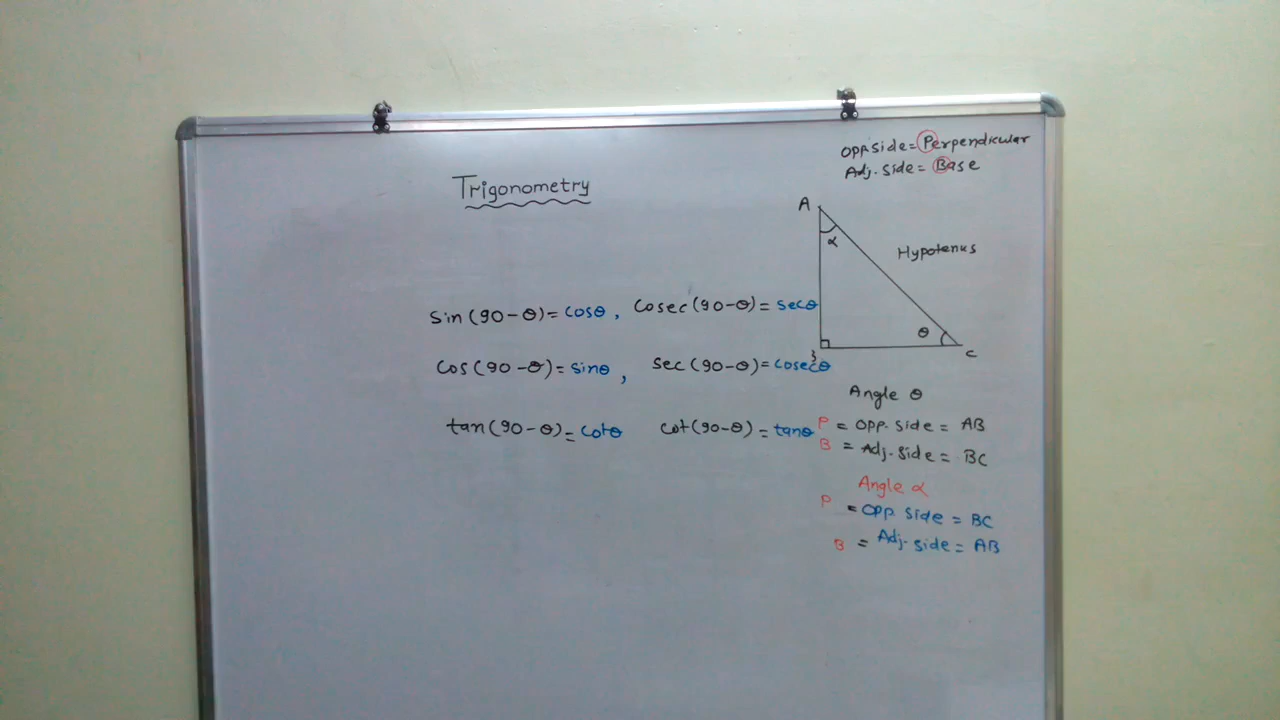 Opp. side = Perpendicular
Adj. side = Base
Trigonometry
A
α
Hypotenus
sin(90-θ)=cosθ, cosec(90-θ)=secθ
θ
B
C
cos(90-θ)=sinθ, sec(90-θ)=cosecθ
Angle θ
tan(90-θ)=cotθ cot(90-θ)=tanθ
P = opp. side = AB
B = Adj. side = BC
Angle α
P = opp. side = BC
B = Adj. side = AB